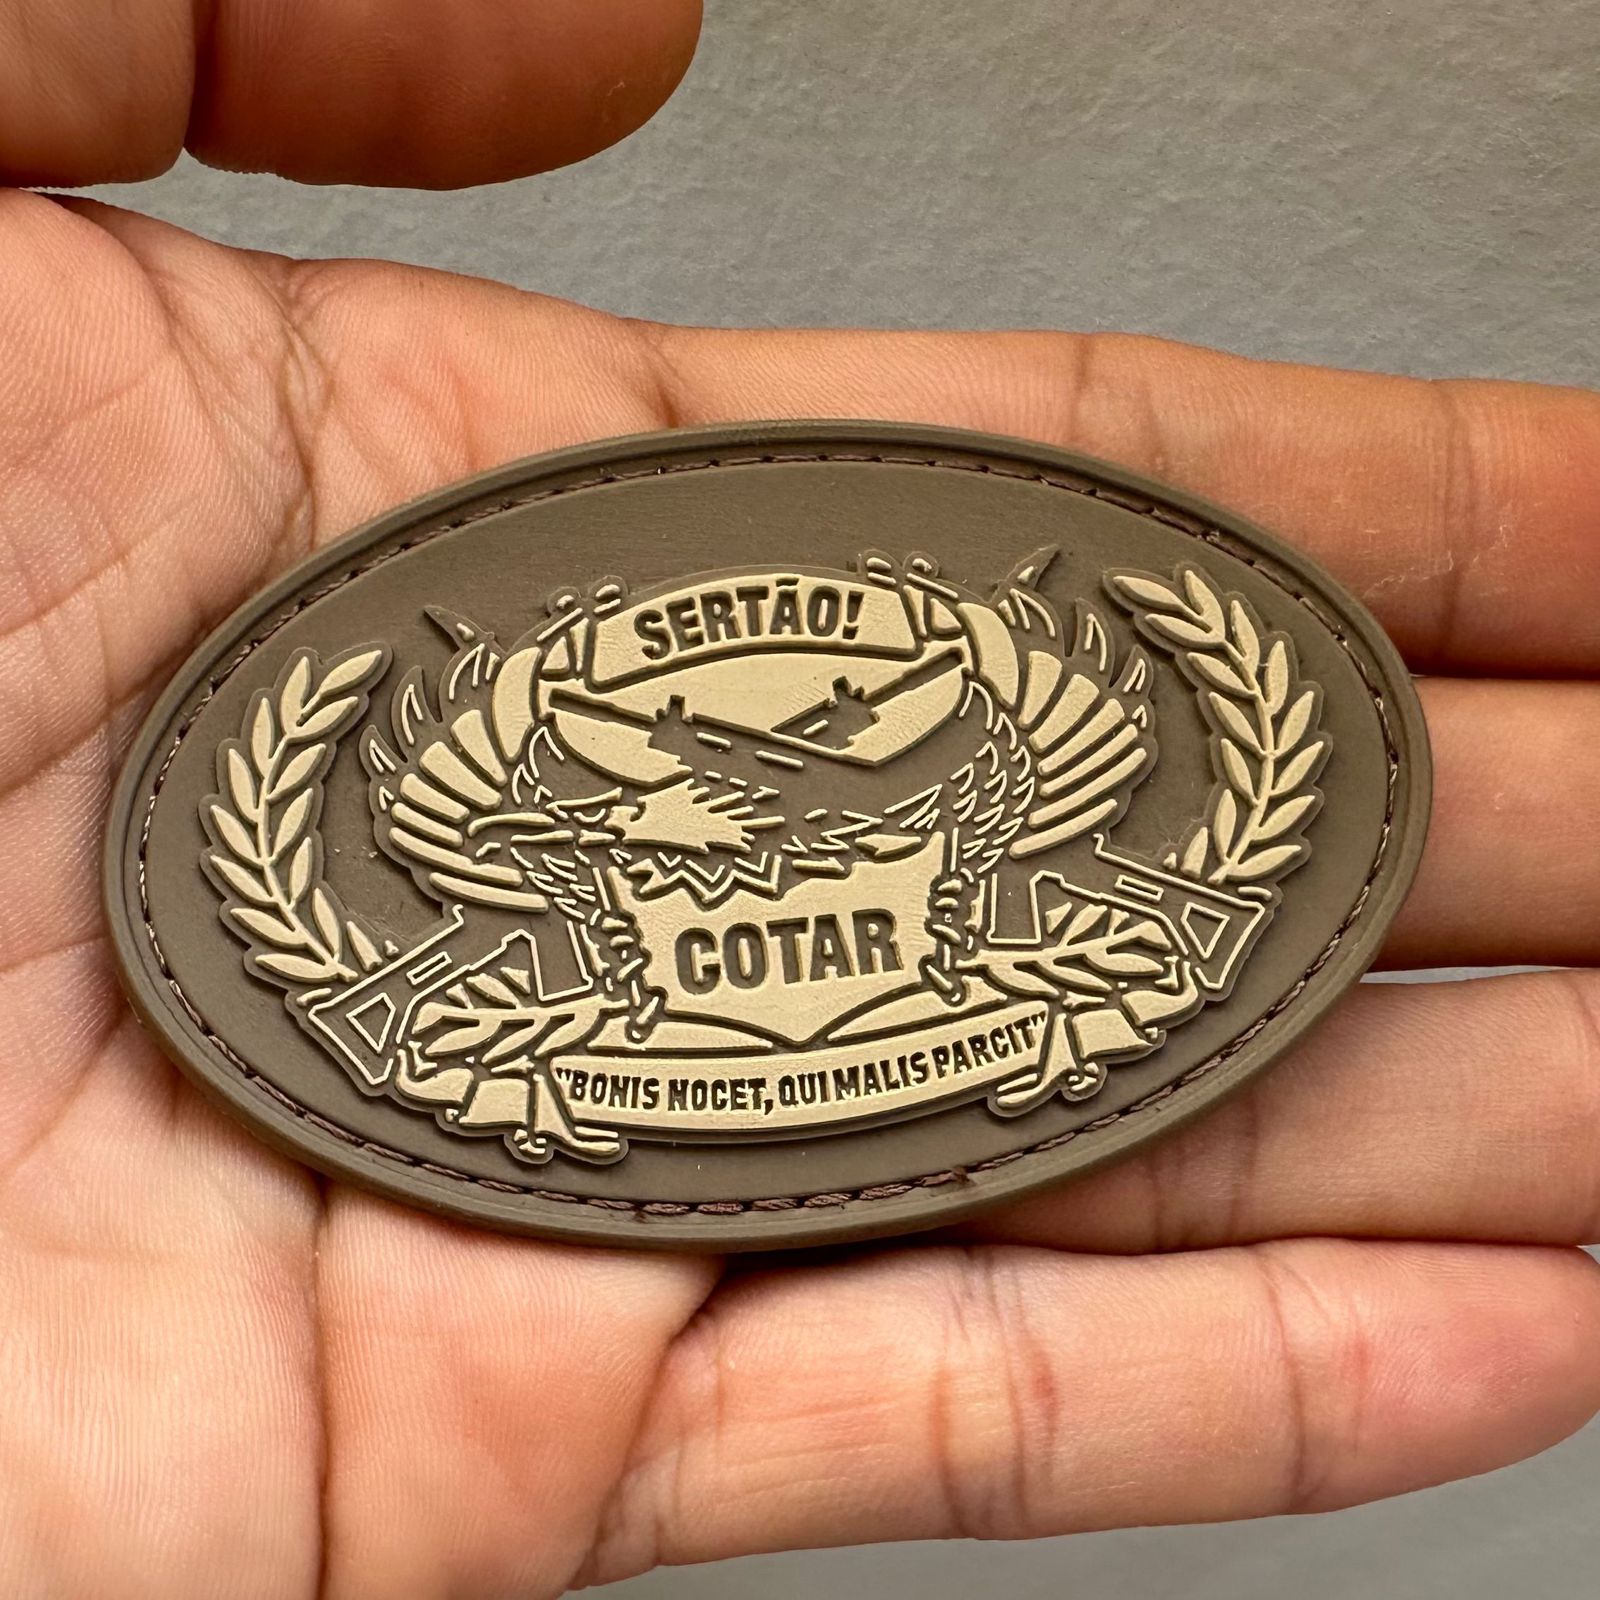 SERTÃO!
COTAR
"BONIS NOCET, QUI MALIS PARCIT"